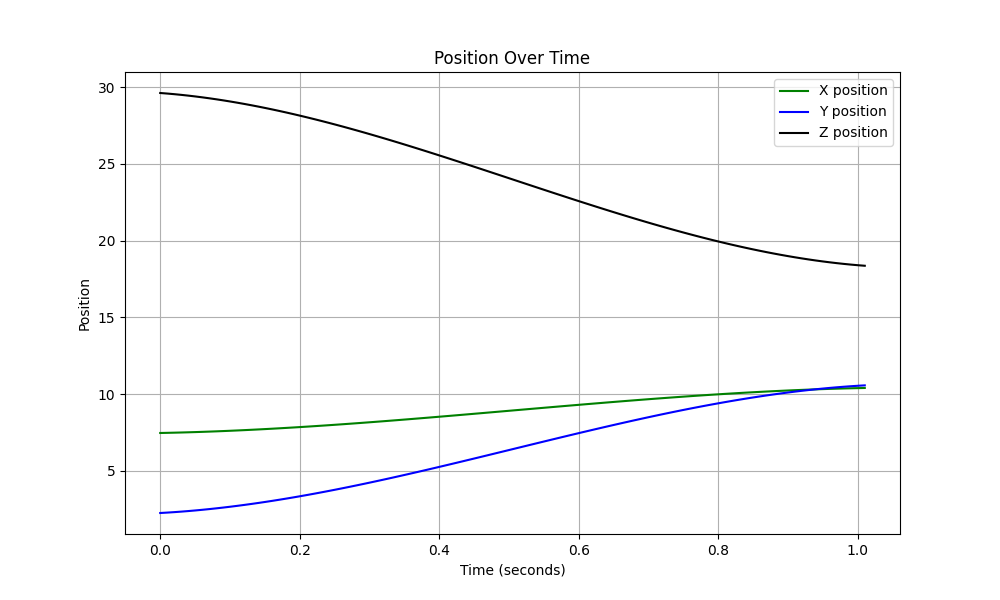 Position Over Time
X position
Y position
Z position
Position
30
25
20
15
10
5
0.0 0.2 0.4 0.6 0.8 1.0
Time (seconds)